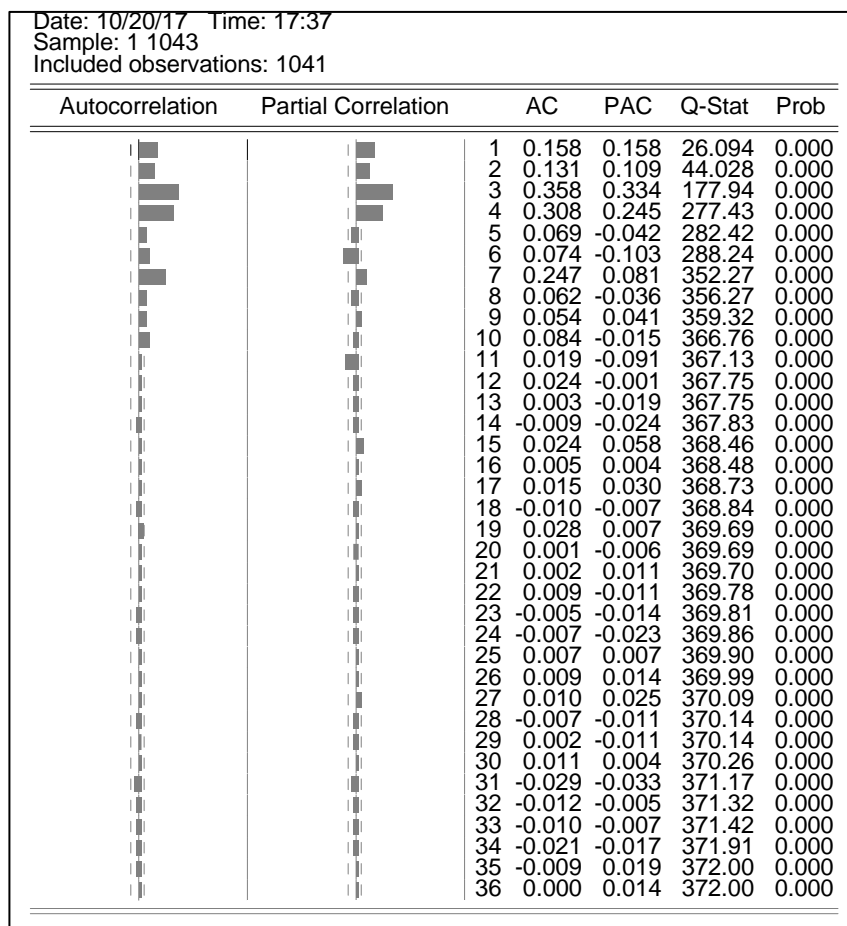 Date: 10/20/17 Time: 17:37
Sample: 1 1043
Included observations: 1041
Autocorrelation Partial Correlation AC PAC Q-Stat Prob
1 0.158 0.158 26.094 0.000
2 0.131 0.109 44.028 0.000
3 0.358 0.334 177.94 0.000
4 0.308 0.245 277.43 0.000
5 0.069 -0.042 282.42 0.000
6 0.074 -0.103 288.24 0.000
7 0.247 0.081 352.27 0.000
8 0.062 -0.036 356.27 0.000
9 0.054 0.041 359.32 0.000
10 0.084 -0.015 366.76 0.000
11 0.019 -0.091 367.13 0.000
12 0.024 -0.001 367.75 0.000
13 0.003 -0.019 367.75 0.000
14 -0.009 -0.024 367.83 0.000
15 0.024 0.058 368.46 0.000
16 0.005 0.004 368.48 0.000
17 0.015 0.030 368.73 0.000
18 -0.010 -0.007 368.84 0.000
19 0.028 0.007 369.69 0.000
20 0.001 -0.006 369.69 0.000
21 0.002 0.011 369.70 0.000
22 0.009 -0.011 369.78 0.000
23 -0.005 -0.014 369.81 0.000
24 -0.007 -0.023 369.86 0.000
25 0.007 0.007 369.90 0.000
26 0.009 0.014 369.99 0.000
27 0.010 0.025 370.09 0.000
28 -0.007 -0.011 370.14 0.000
29 0.002 -0.011 370.14 0.000
30 0.011 0.004 370.26 0.000
31 -0.029 -0.033 371.17 0.000
32 -0.012 -0.005 371.32 0.000
33 -0.010 -0.007 371.42 0.000
34 -0.021 -0.017 371.91 0.000
35 -0.009 0.019 372.00 0.000
36 0.000 0.014 372.00 0.000